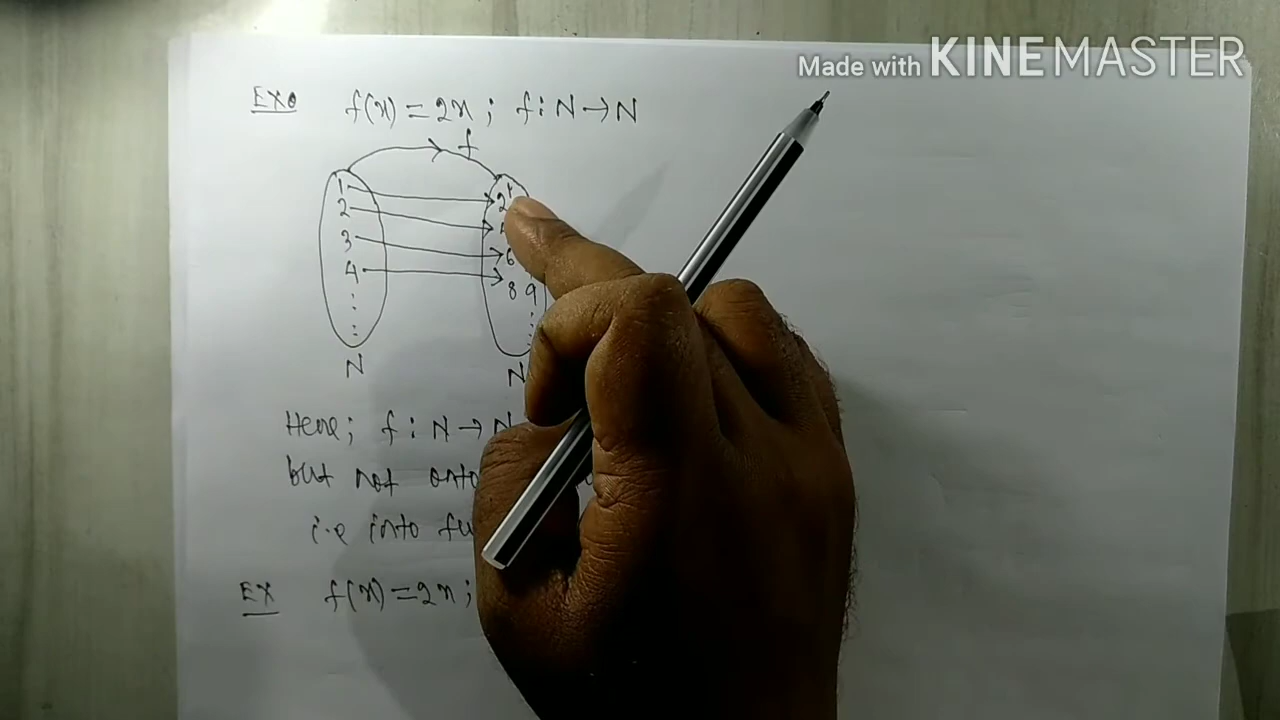 Made with KINEMASTER
Ex. f(x) = 2x; f: N → N
f
1 2 1
2
3 6
4 8 9
N N
Here; f: N → N
but not onto
i.e into
Ex f(x) = 2x;